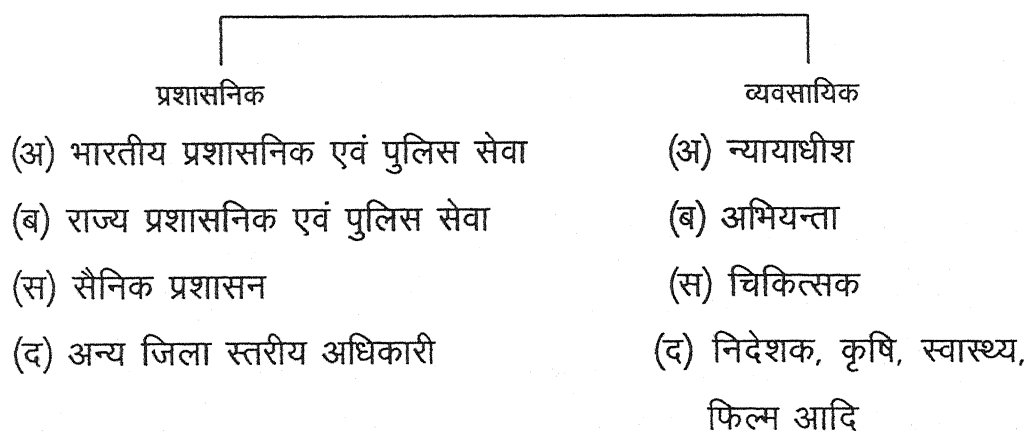 प्रशासनिक
(अ) भारतीय प्रशासनिक एवं पुलिस सेवा
(ब) राज्य प्रशासनिक एवं पुलिस सेवा
(स) सैनिक प्रशासन
(द) अन्य जिला स्तरीय अधिकारी
व्यवसायिक
(अ) न्यायाधीश
(ब) अभियन्ता
(स) चिकित्सक
(द) निदेशक, कृषि, स्वास्थ्य,
फिल्म आदि